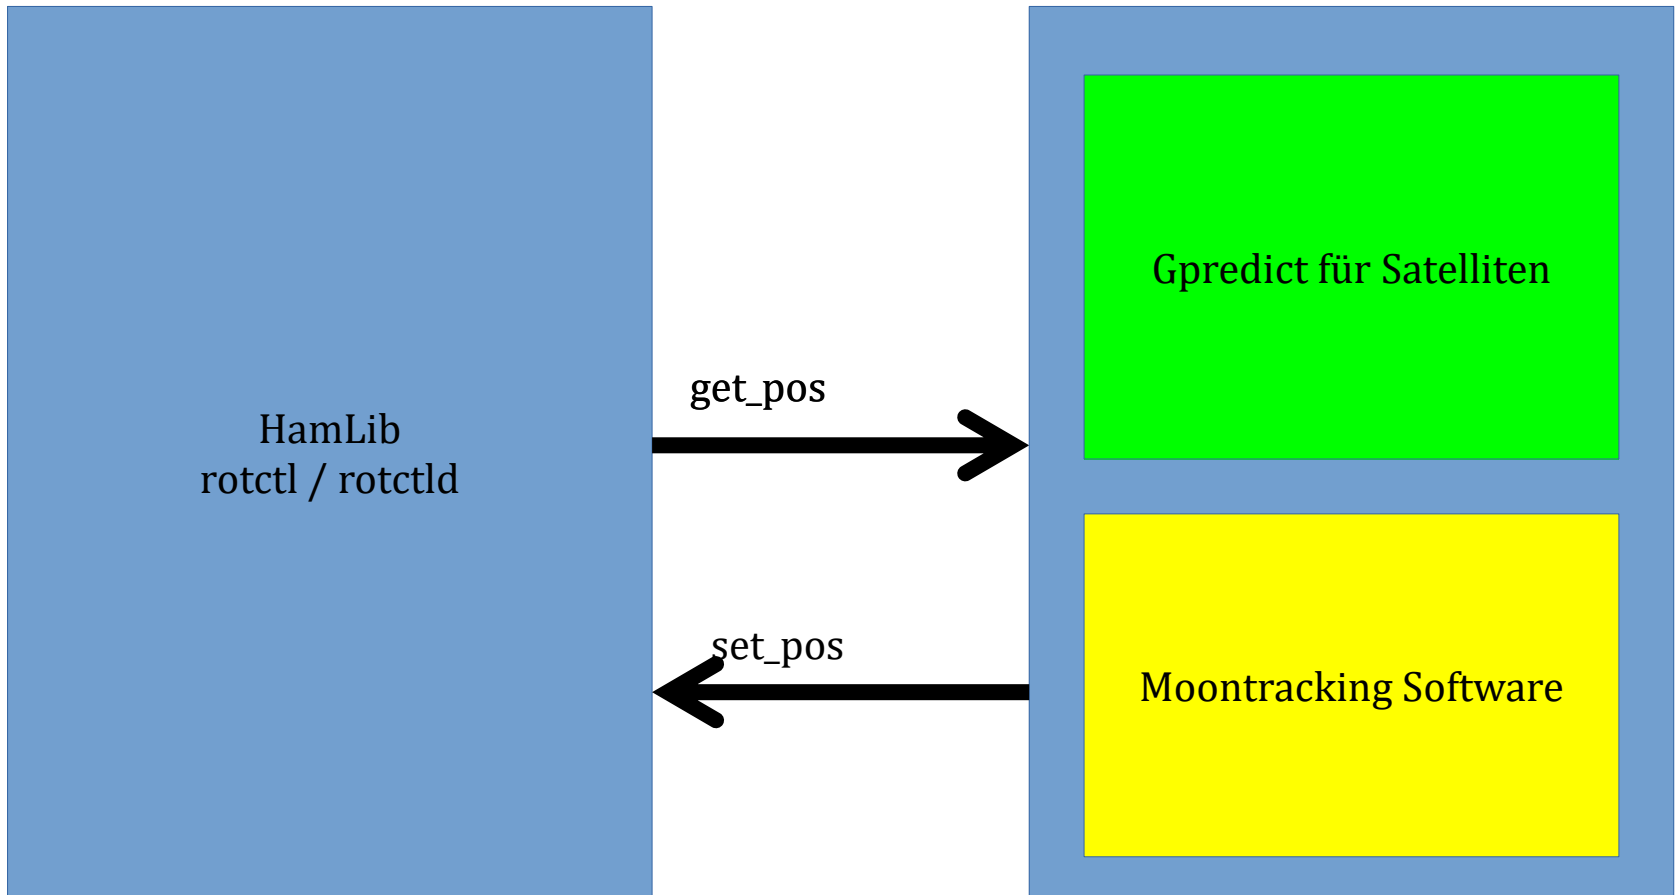 HamLib
rotctl / rotctld
get_pos
set_pos
Gpredict für Satelliten
Moontracking Software